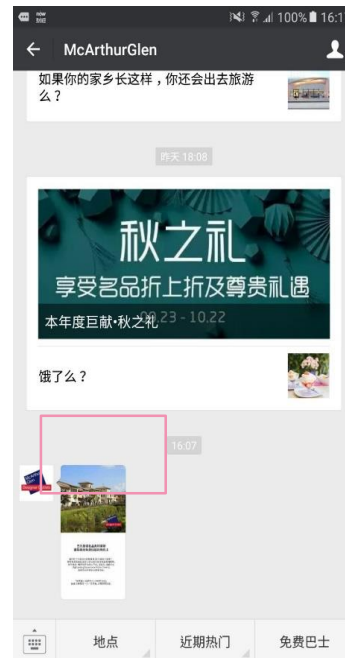 100% 16:1
McArthurGlen
如果你的家乡长这样，你还会出去旅游
么？
昨天 18:08
秋之礼
享受名品折上折及尊贵礼遇
09.23 - 10.22
本年度巨献·秋之礼
饿了么？
16:07
地点
近期热门
免费巴士